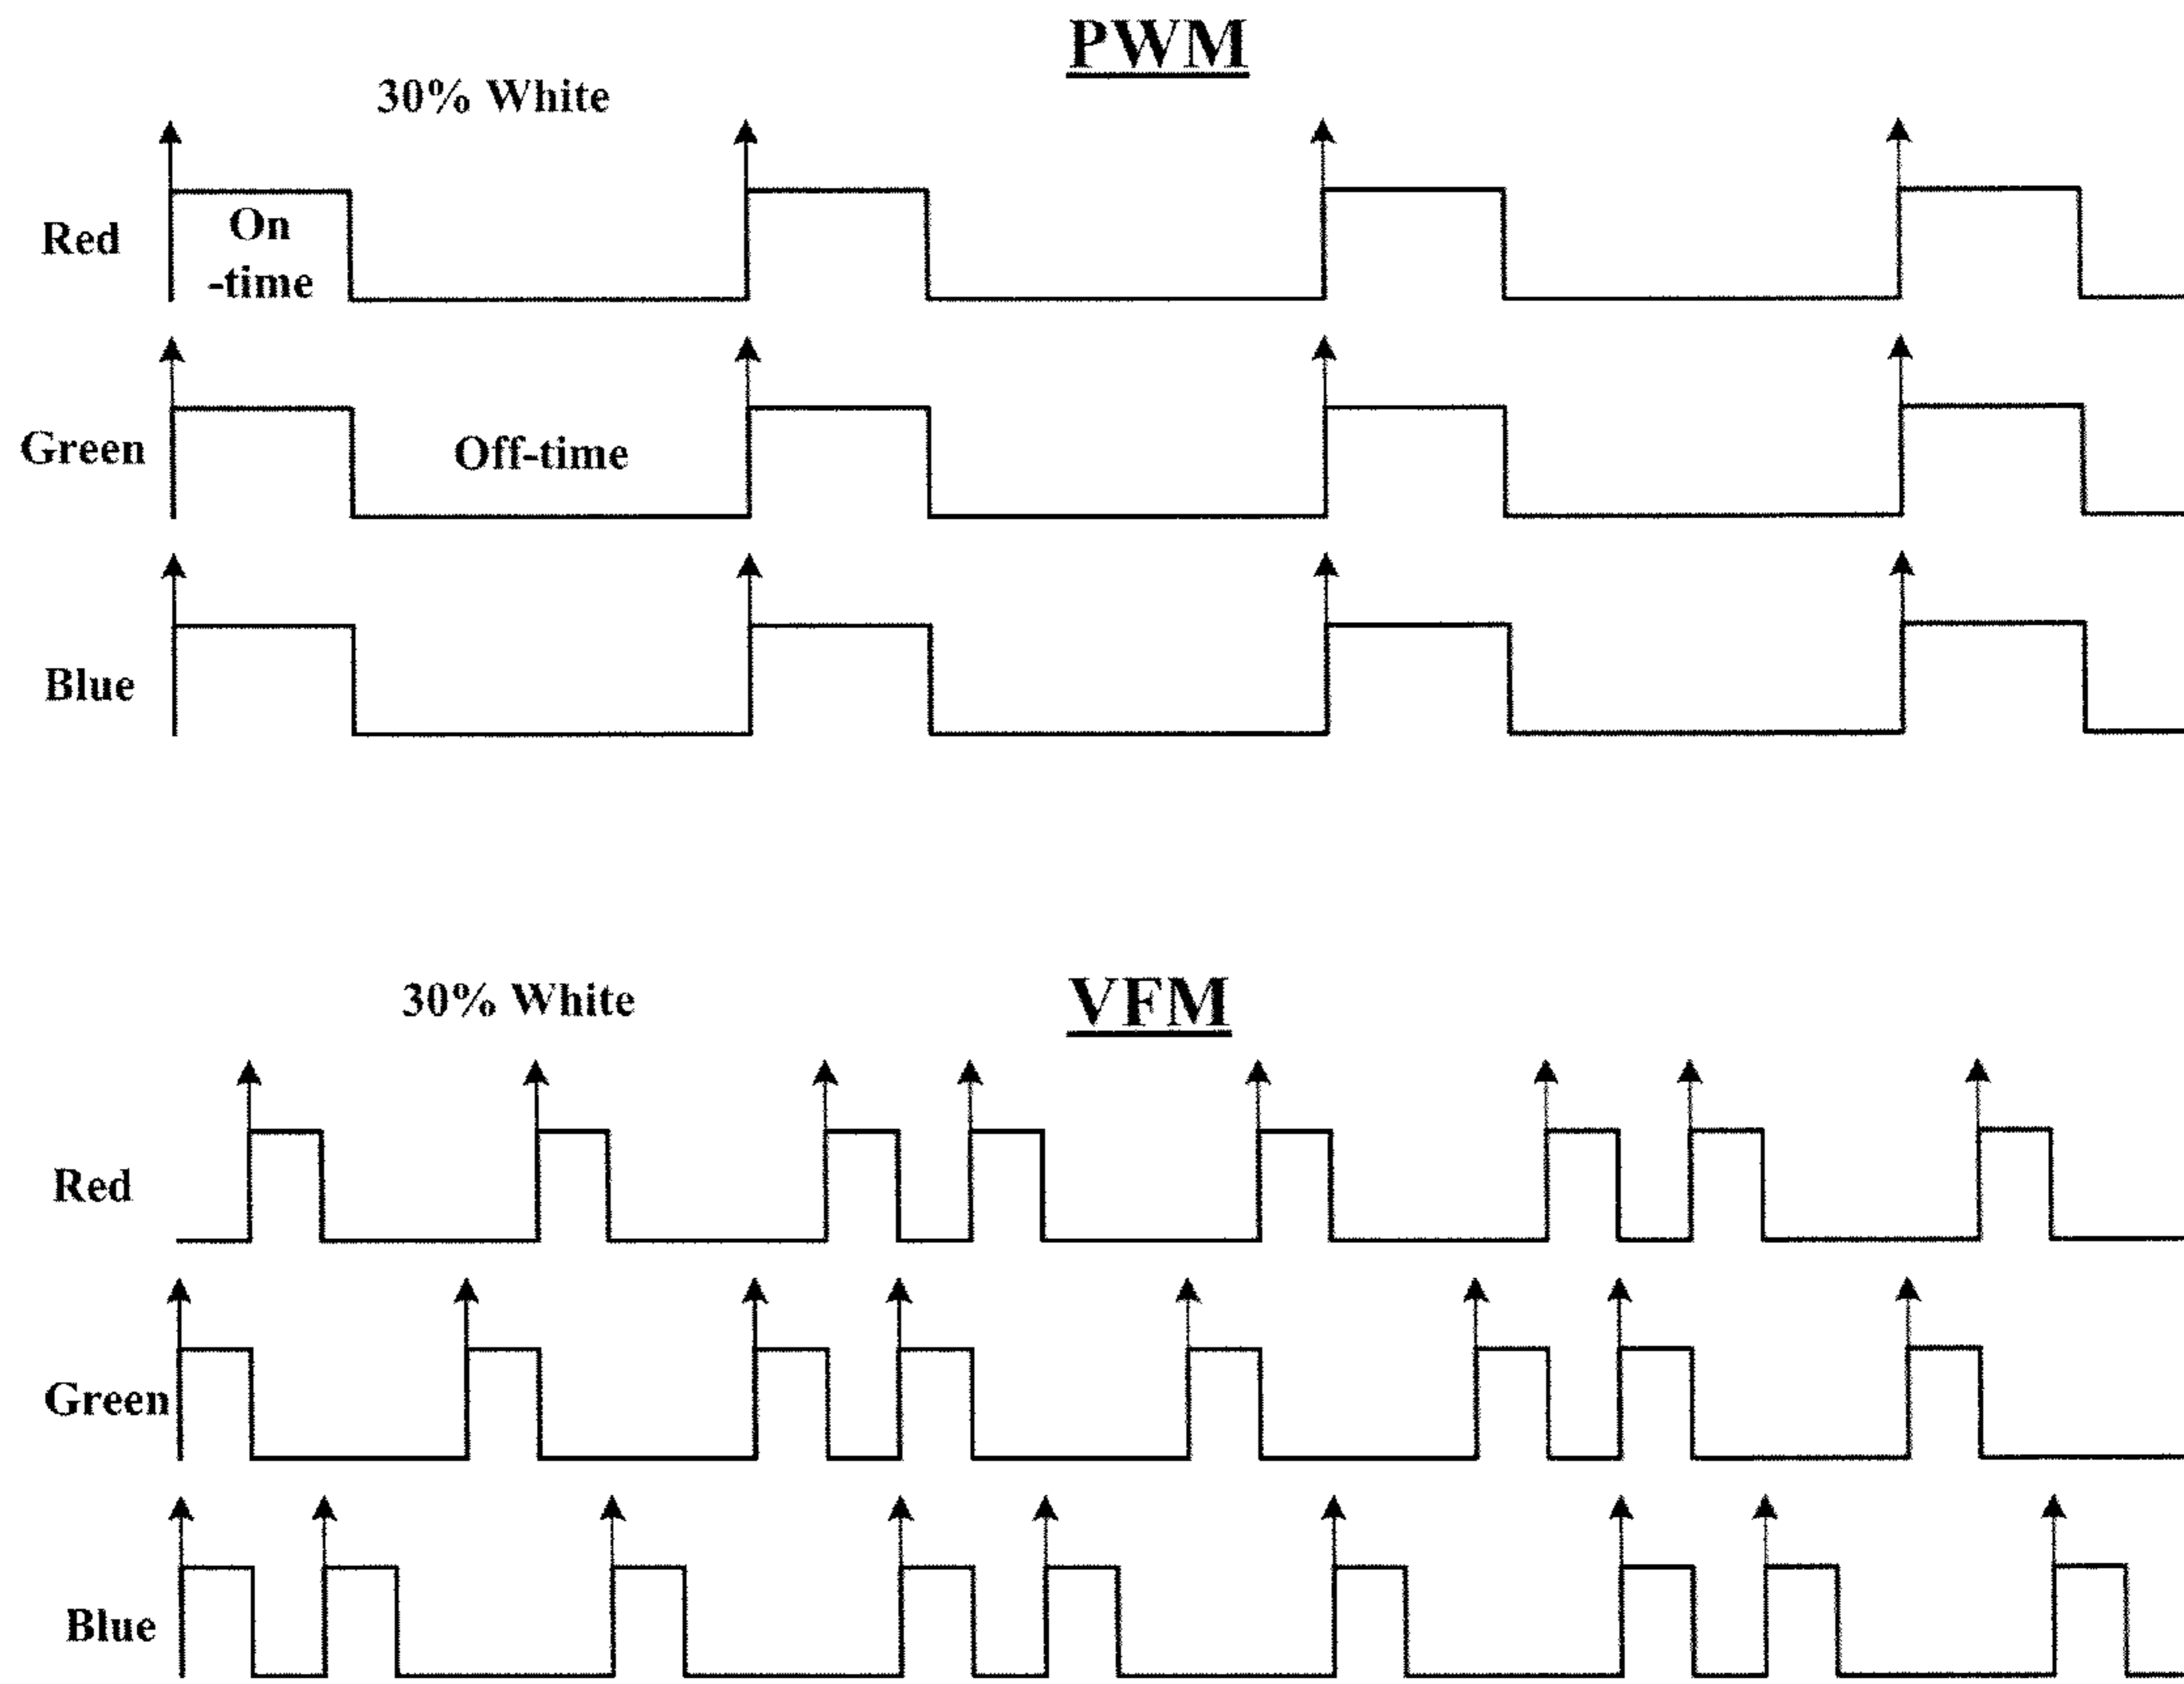 PWM
30% White
Red
On
-time
Green
Off-time
Blue
30% White
VFM
Red
Green
Blue